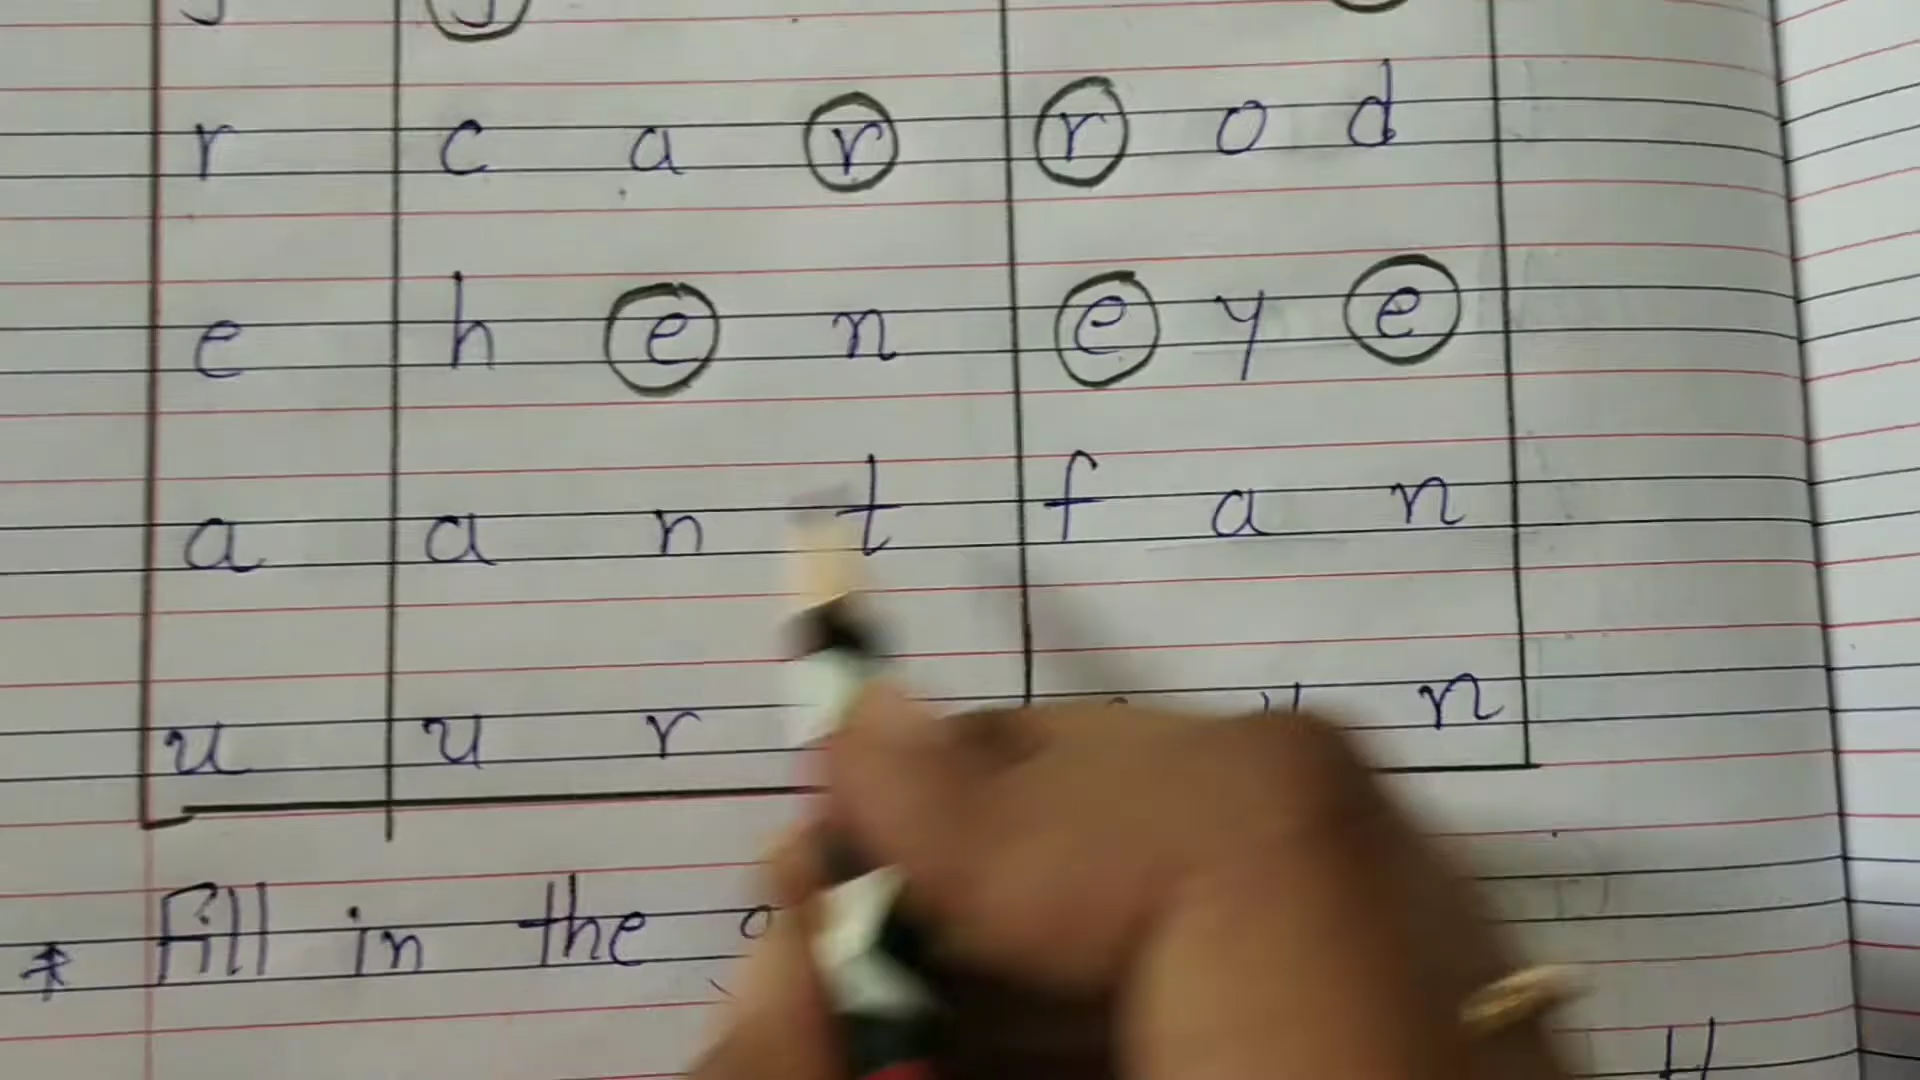 r c a r r o d
e h e n e y e
a a n t f a n
u u r n
* Fill in the